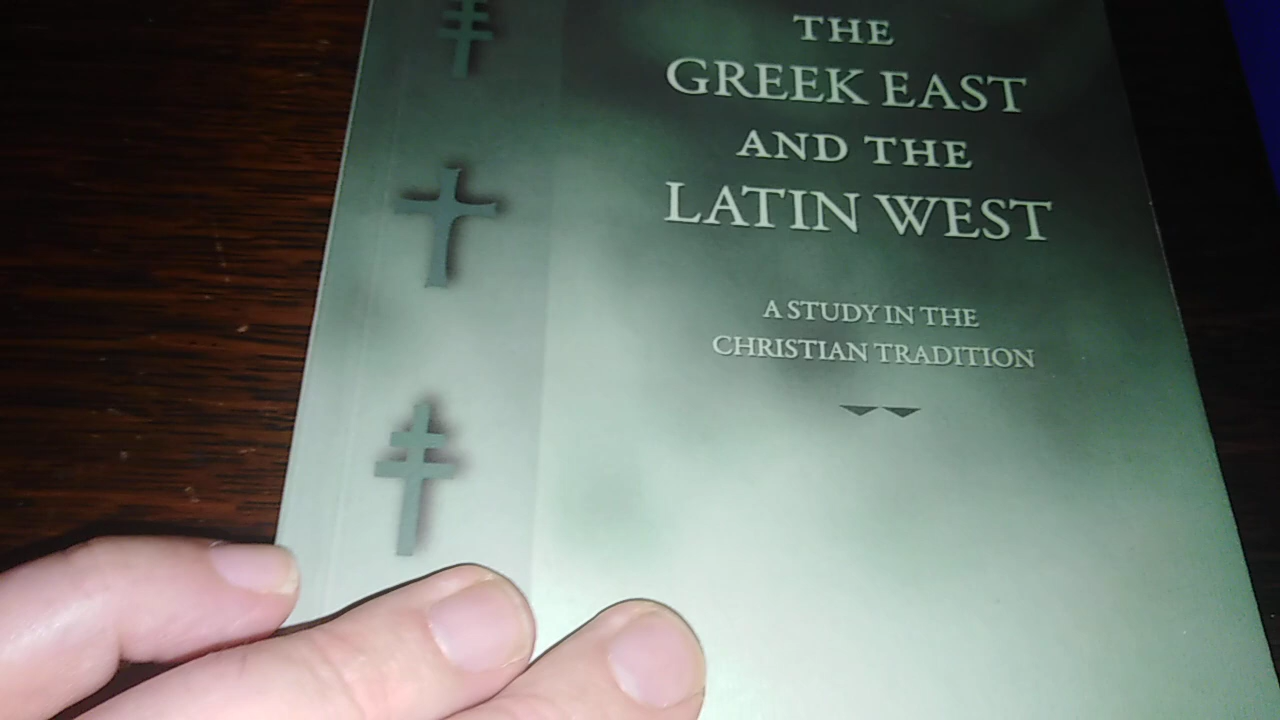 THE
GREEK EAST
AND THE
LATIN WEST
A STUDY IN THE
CHRISTIAN TRADITION